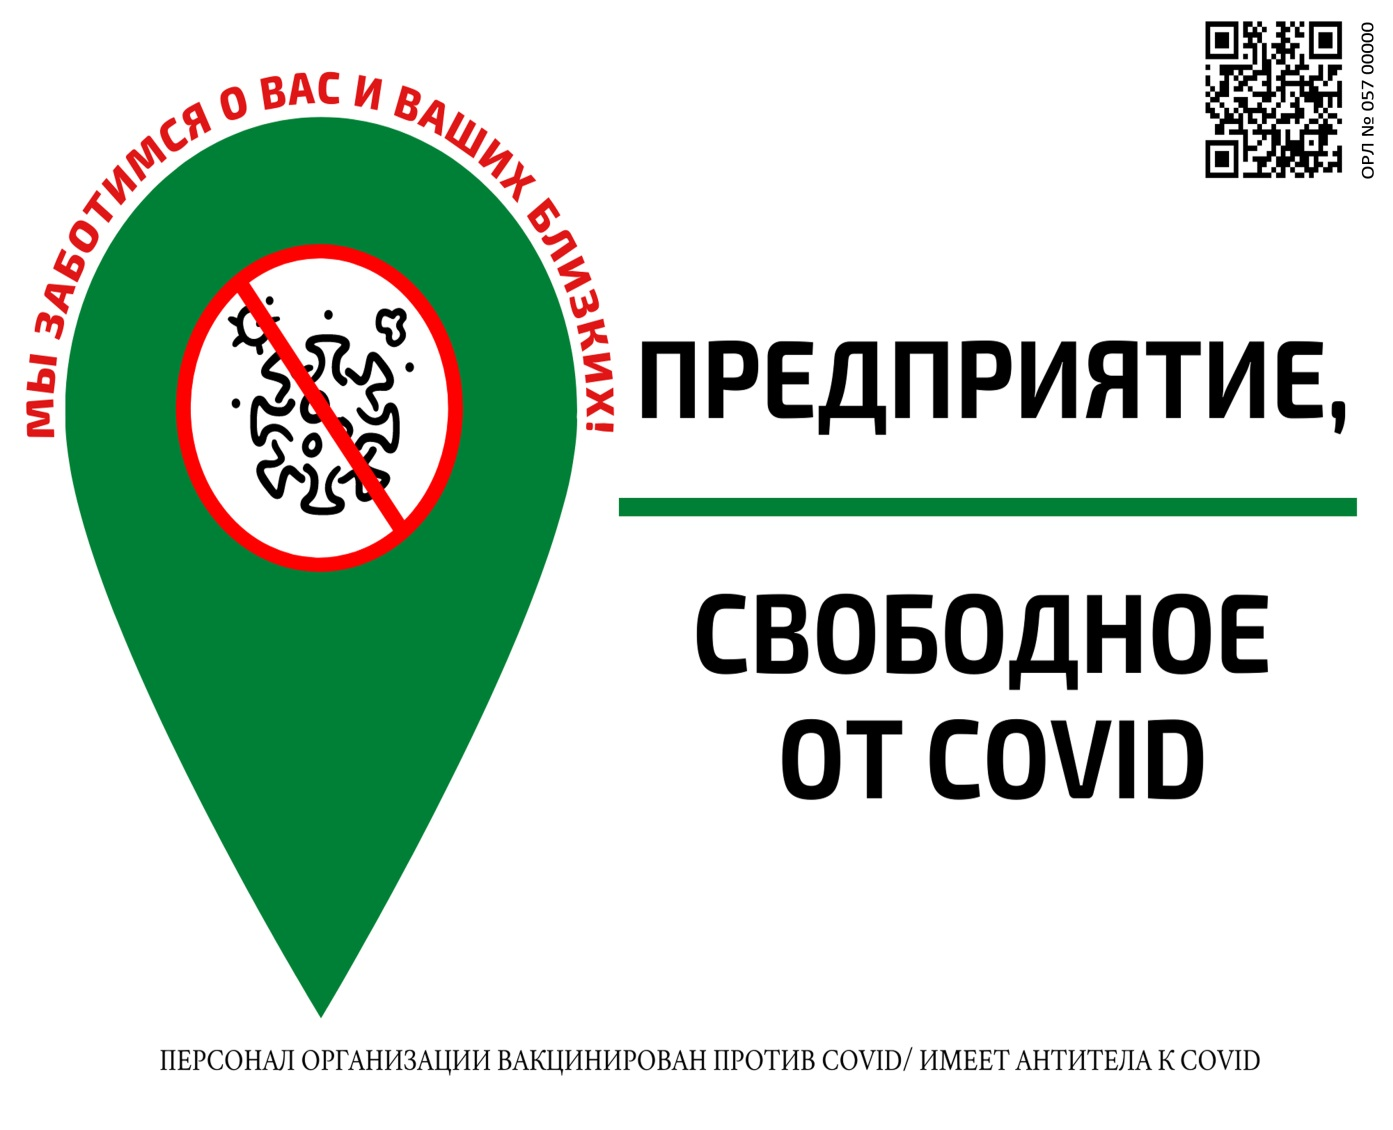 МЫ ЗАБОТИМСЯ О ВАС И ВАШИХ БЛИЗКИХ!
ОРЛ № 057 00000
ПРЕДПРИЯТИЕ,
СВОБОДНОЕ
ОТ COVID
ПЕРСОНАЛ ОРГАНИЗАЦИИ ВАКЦИНИРОВАН ПРОТИВ COVID/ ИМЕЕТ АНТИТЕЛА К COVID